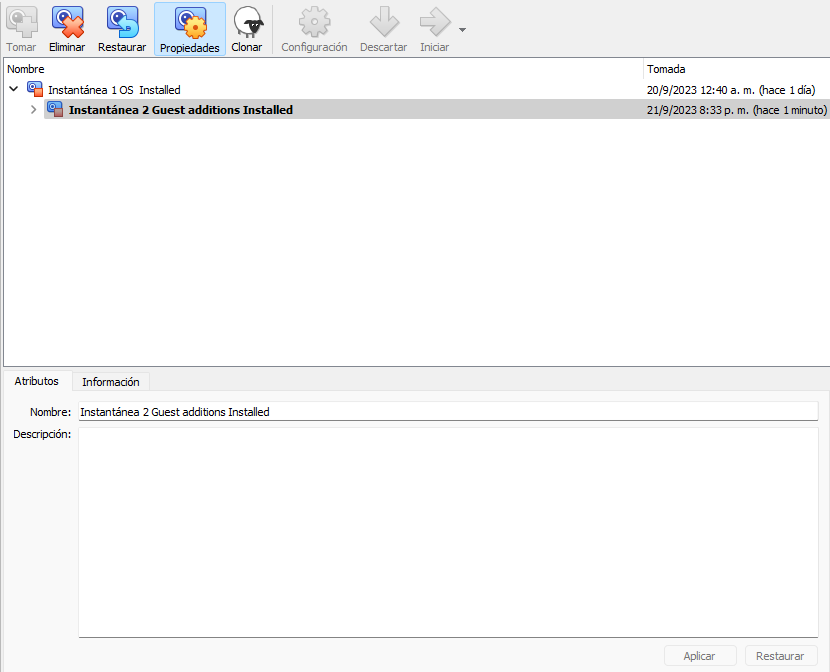 Tomar Eliminar Restaurar Propiedades Clonar Configuración Descartar Iniciar
Nombre Tomada
Instantánea 1 OS  Installed 20/9/2023 12:40 a. m. (hace 1 día)
Instantánea 2 Guest additions Installed 21/9/2023 8:33 p. m. (hace 1 minuto)
Atributos Información
Nombre: Instantánea 2 Guest additions Installed
Descripción:
Aplicar Restaurar